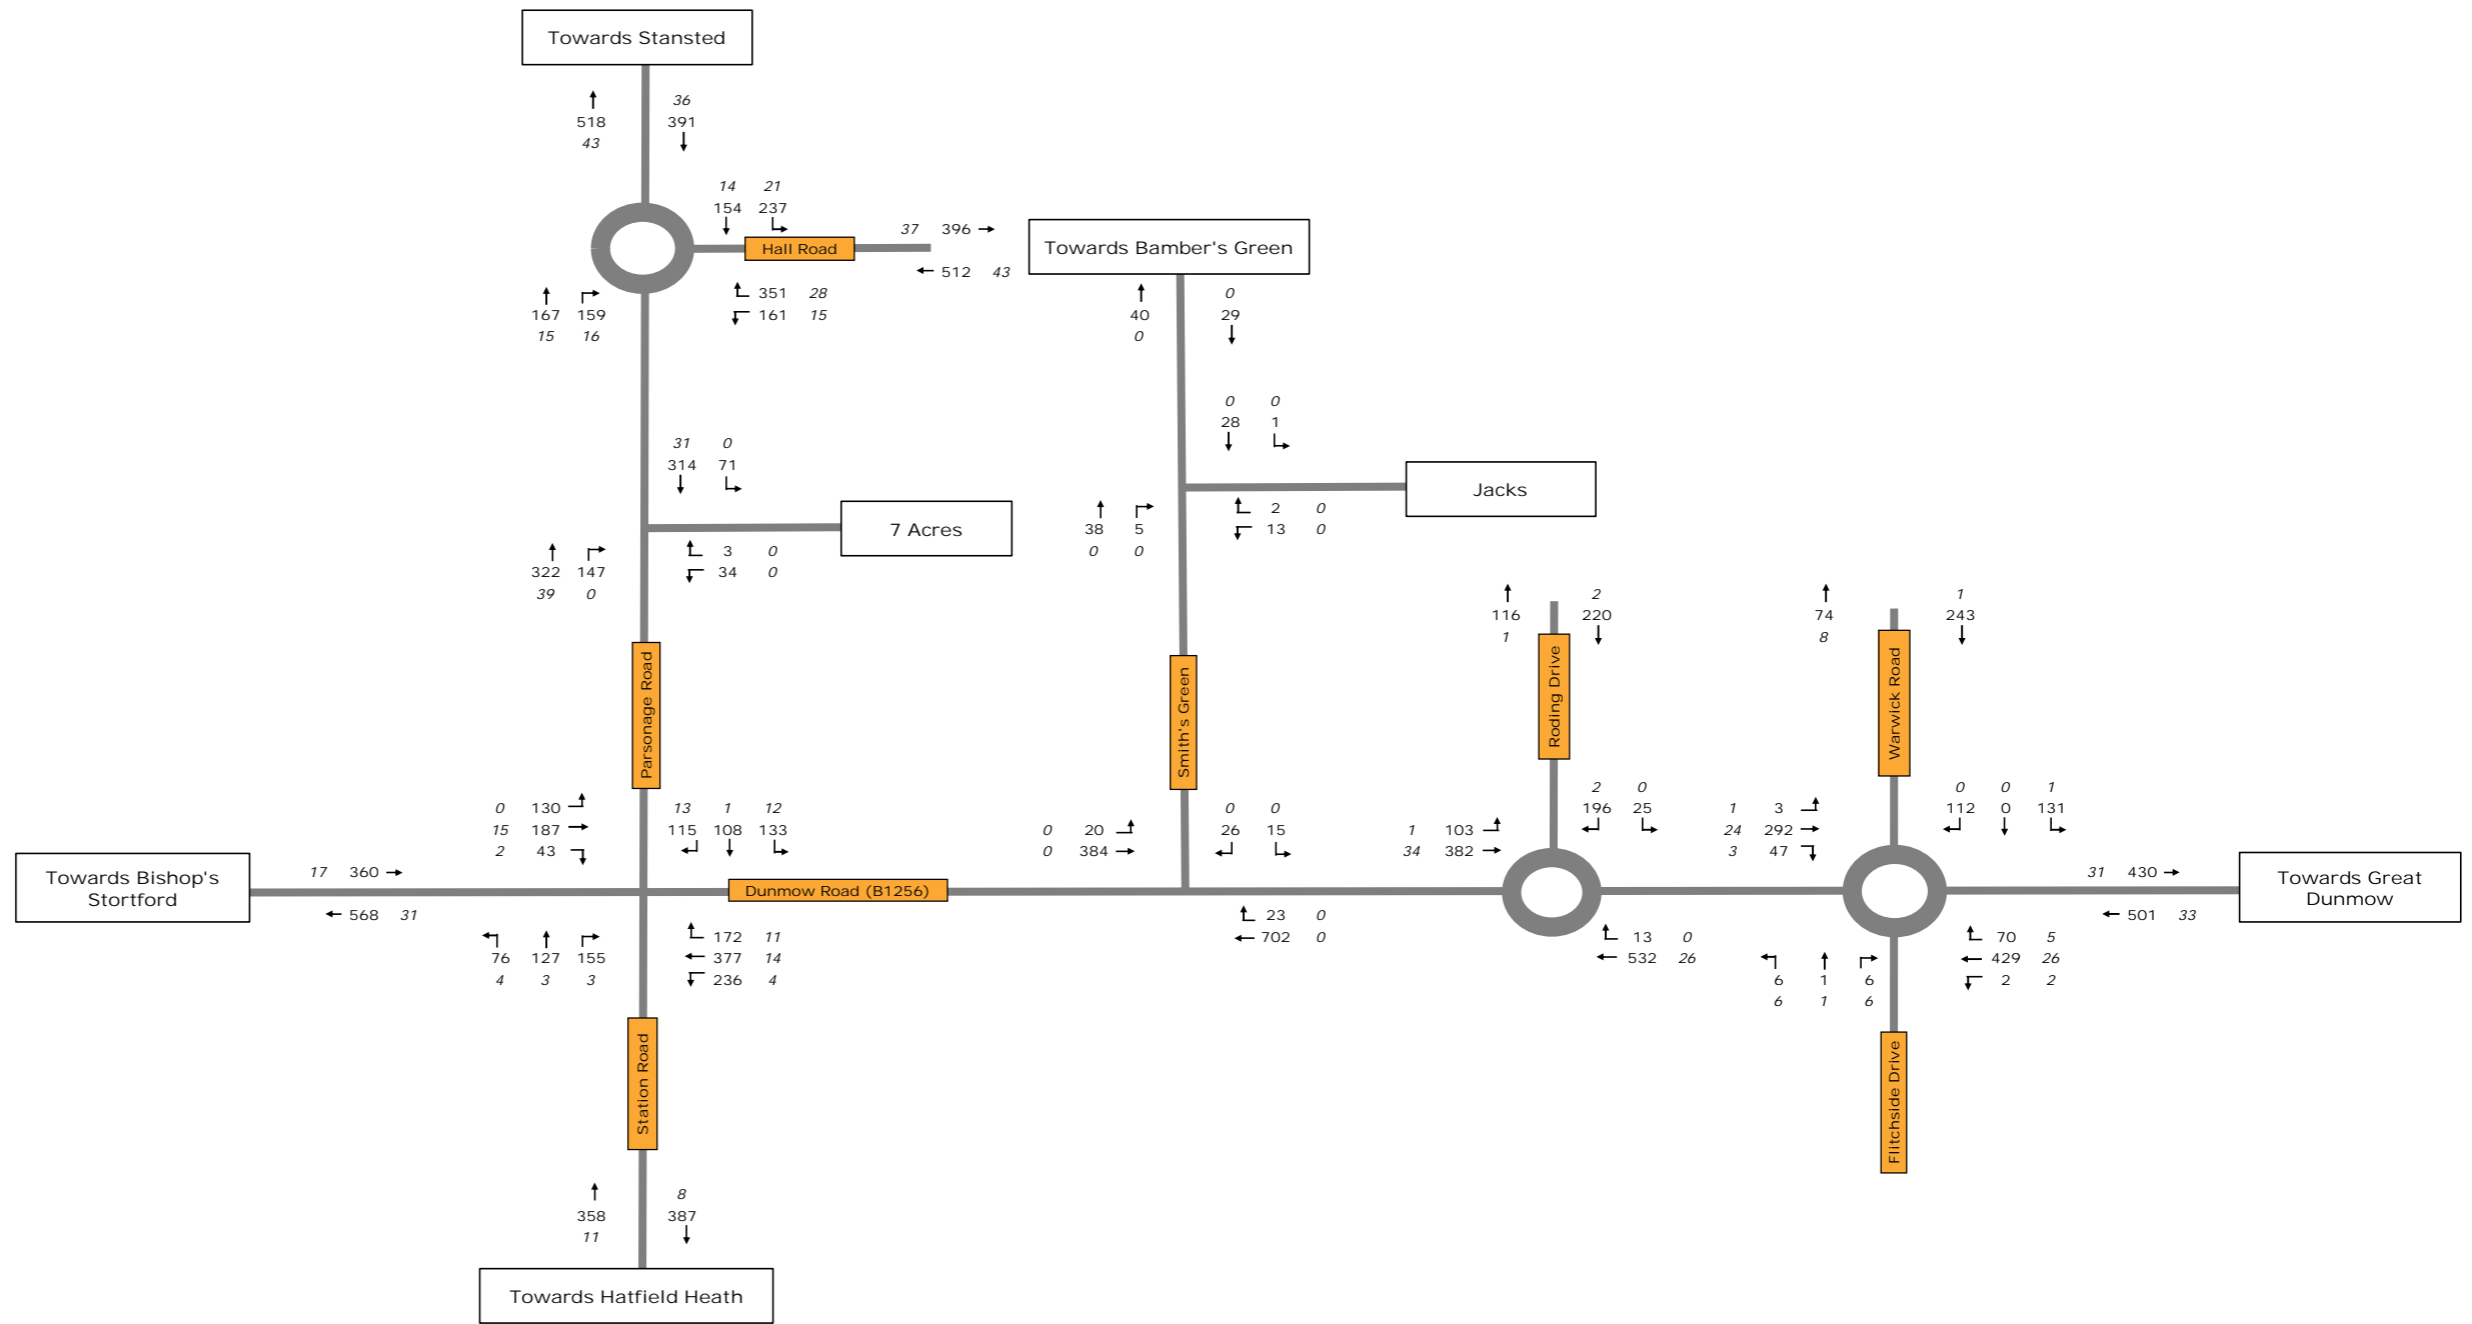 Towards Stansted
36
518 391
43
14 21
154 237
37 396
Hall Road
512 43
351 28
161 15
167 159
15 16
Towards Bamber's Green
0
40 29
0
0 0
28 1
31 0
314 71
Jacks
2 0
13 0
38 5
0 0
7 Acres
3 0
34 0
322 147
39 0
2
116 220
1
1
74 243
8
Parsonage Road
Smith's Green
Roding Drive
Warwick Road
0 130
15 187
2 43
13 1 12
115 108 133
0 20
0 384
0 0
26 15
1 103
34 382
2 0
196 25
1 3
24 292
3 47
0 0 1
112 0 131
Towards Bishop's
Stortford
17 360
568 31
Dunmow Road (B1256)
31 430
501 33
Towards Great
Dunmow
76 127 155
4 3 3
172 11
377 14
236 4
23 0
702 0
13 0
532 26
6 1 6
6 1 6
70 5
429 26
2 2
Station Road
Flitchside Drive
8
358 387
11
Towards Hatfield Heath